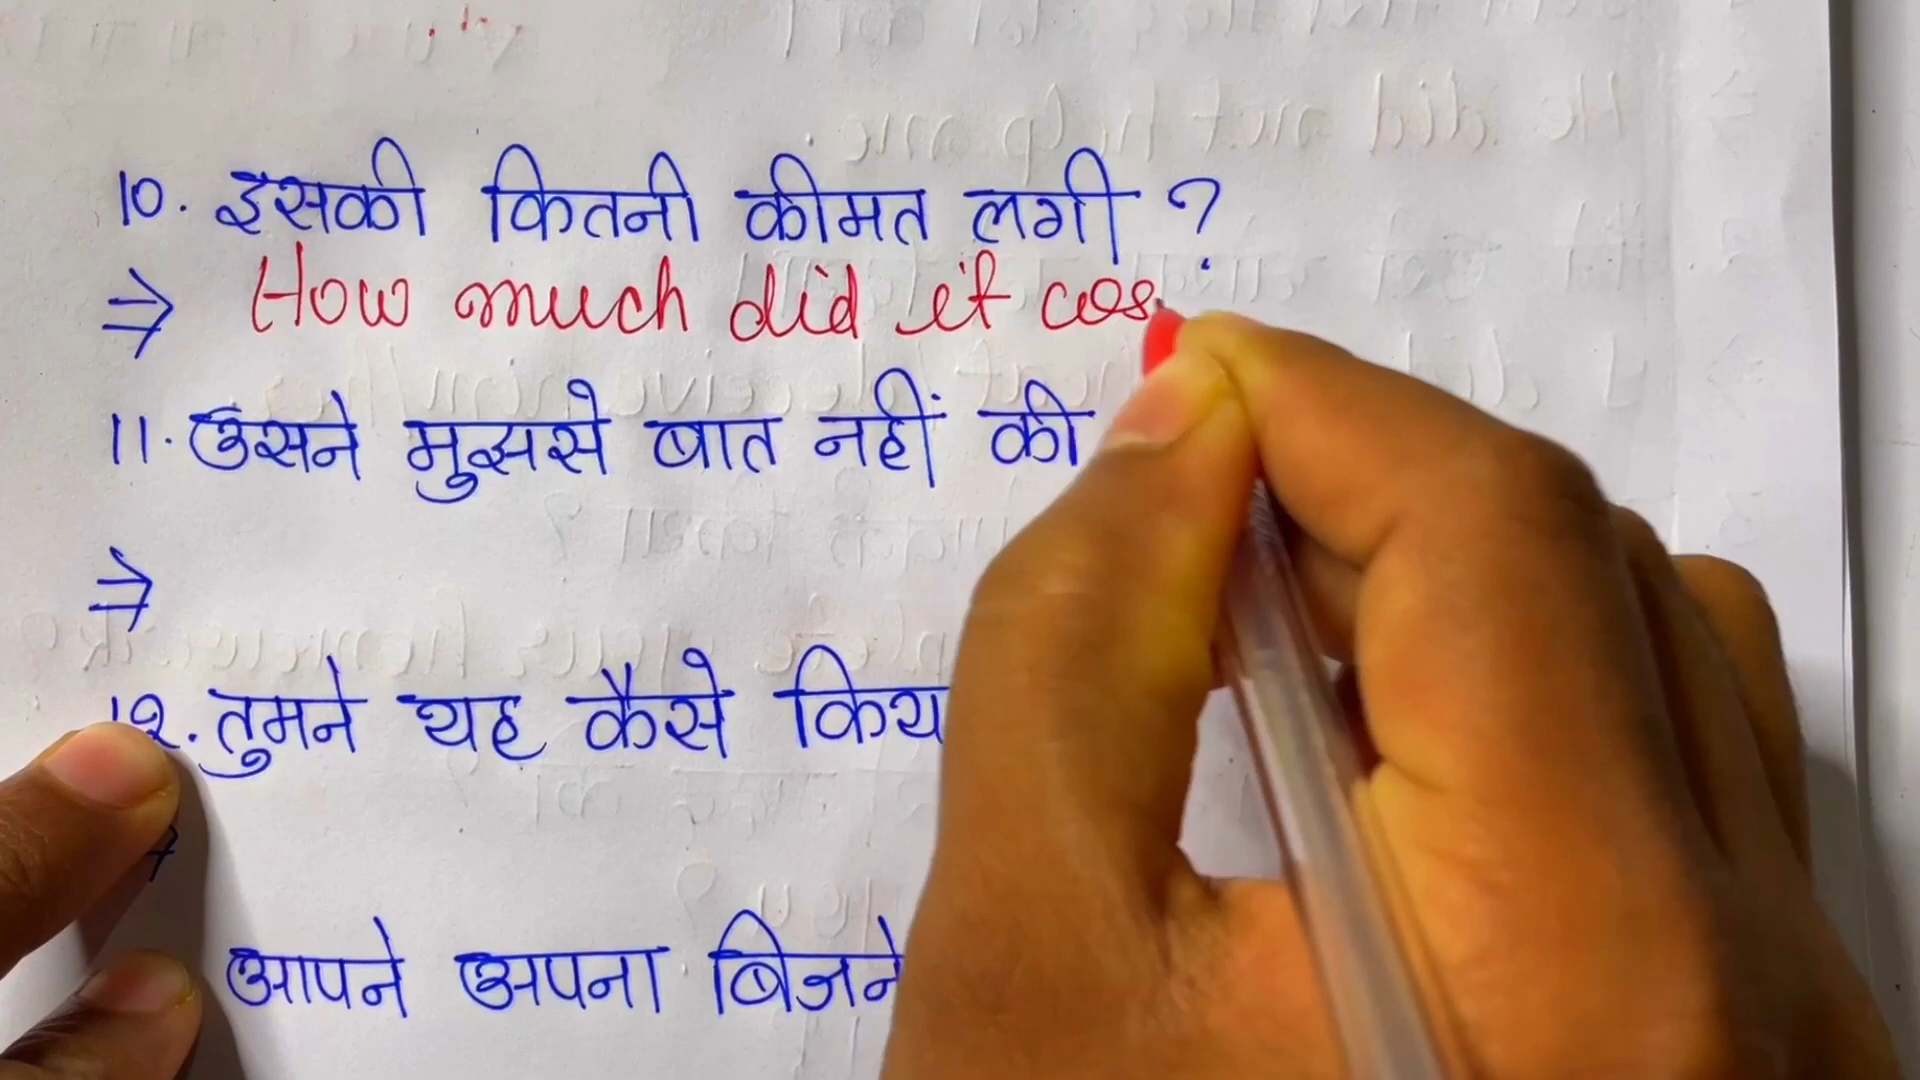 10. इसकी कितनी कीमत लगी ?
⇒ How much did it cos
11. उसने मुझसे बात नहीं की
⇒
12. तुमने यह कैसे किय
आपने अपना बिजने